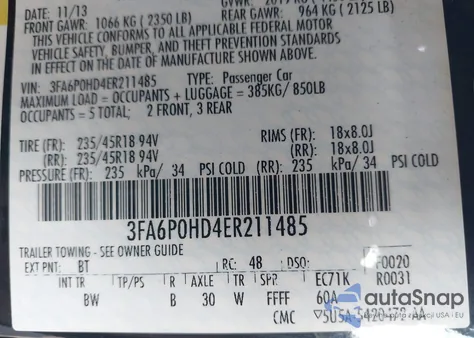 DATE: 11/13
FRONT GAWR: 1066 KG ( 2350 LB)
REAR GAWR: 964 KG ( 2125 LB)
THIS VEHICLE CONFORMS TO ALL APPLICABLE FEDERAL MOTOR
VEHICLE SAFETY, BUMPER, AND THEFT PREVENTION STANDARDS
IN EFFECT ON THE DATE OF MANUFACTURE SHOWN ABOVE.
VIN: 3FA6P0HD4ER211485 TYPE: Passenger Car
MAXIMUM LOAD = OCCUPANTS + LUGGAGE = 385KG/ 850LB
OCCUPANTS = 5 TOTAL; 2 FRONT, 3 REAR
TIRE (FR): 235/45R18 94V RIMS (FR): 18x8.0J
(RR): 235/45R18 94V (RR): 18x8.0J
PRESSURE (FR): 235 kPa/ 34 PSI COLD (RR): 235 kPa/ 34 PSI COLD
3FA6P0HD4ER211485
TRAILER TOWING - SEE OWNER GUIDE
EXT PNT: BT RC: 48 DSO: F0020
INT TR TP/PS R AXLE TR SPR EC71K R0031
BW B 30 W FFFF 60A
CMC ▽5U5A
autoSnap